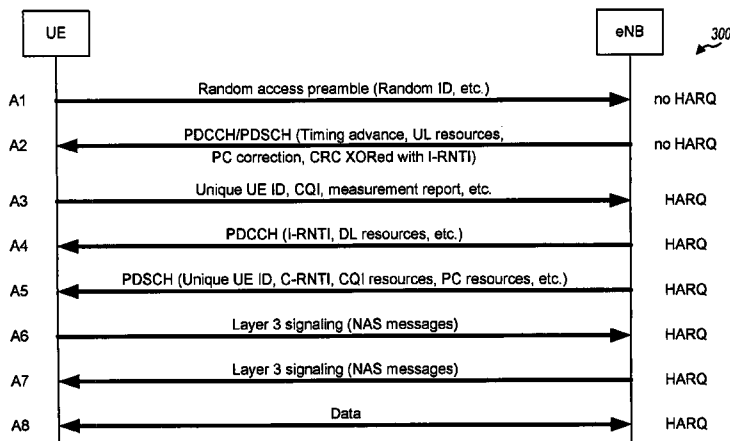 UE
eNB
300
A1
Random access preamble (Random ID, etc.)
no HARQ
A2
PDCCH/PDSCH (Timing advance, UL resources,
PC correction, CRC XORed with I-RNTI)
no HARQ
A3
Unique UE ID, CQI, measurement report, etc.
HARQ
A4
PDCCH (I-RNTI, DL resources, etc.)
HARQ
A5
PDSCH (Unique UE ID, C-RNTI, CQI resources, PC resources, etc.)
HARQ
A6
Layer 3 signaling (NAS messages)
HARQ
A7
Layer 3 signaling (NAS messages)
HARQ
A8
Data
HARQ